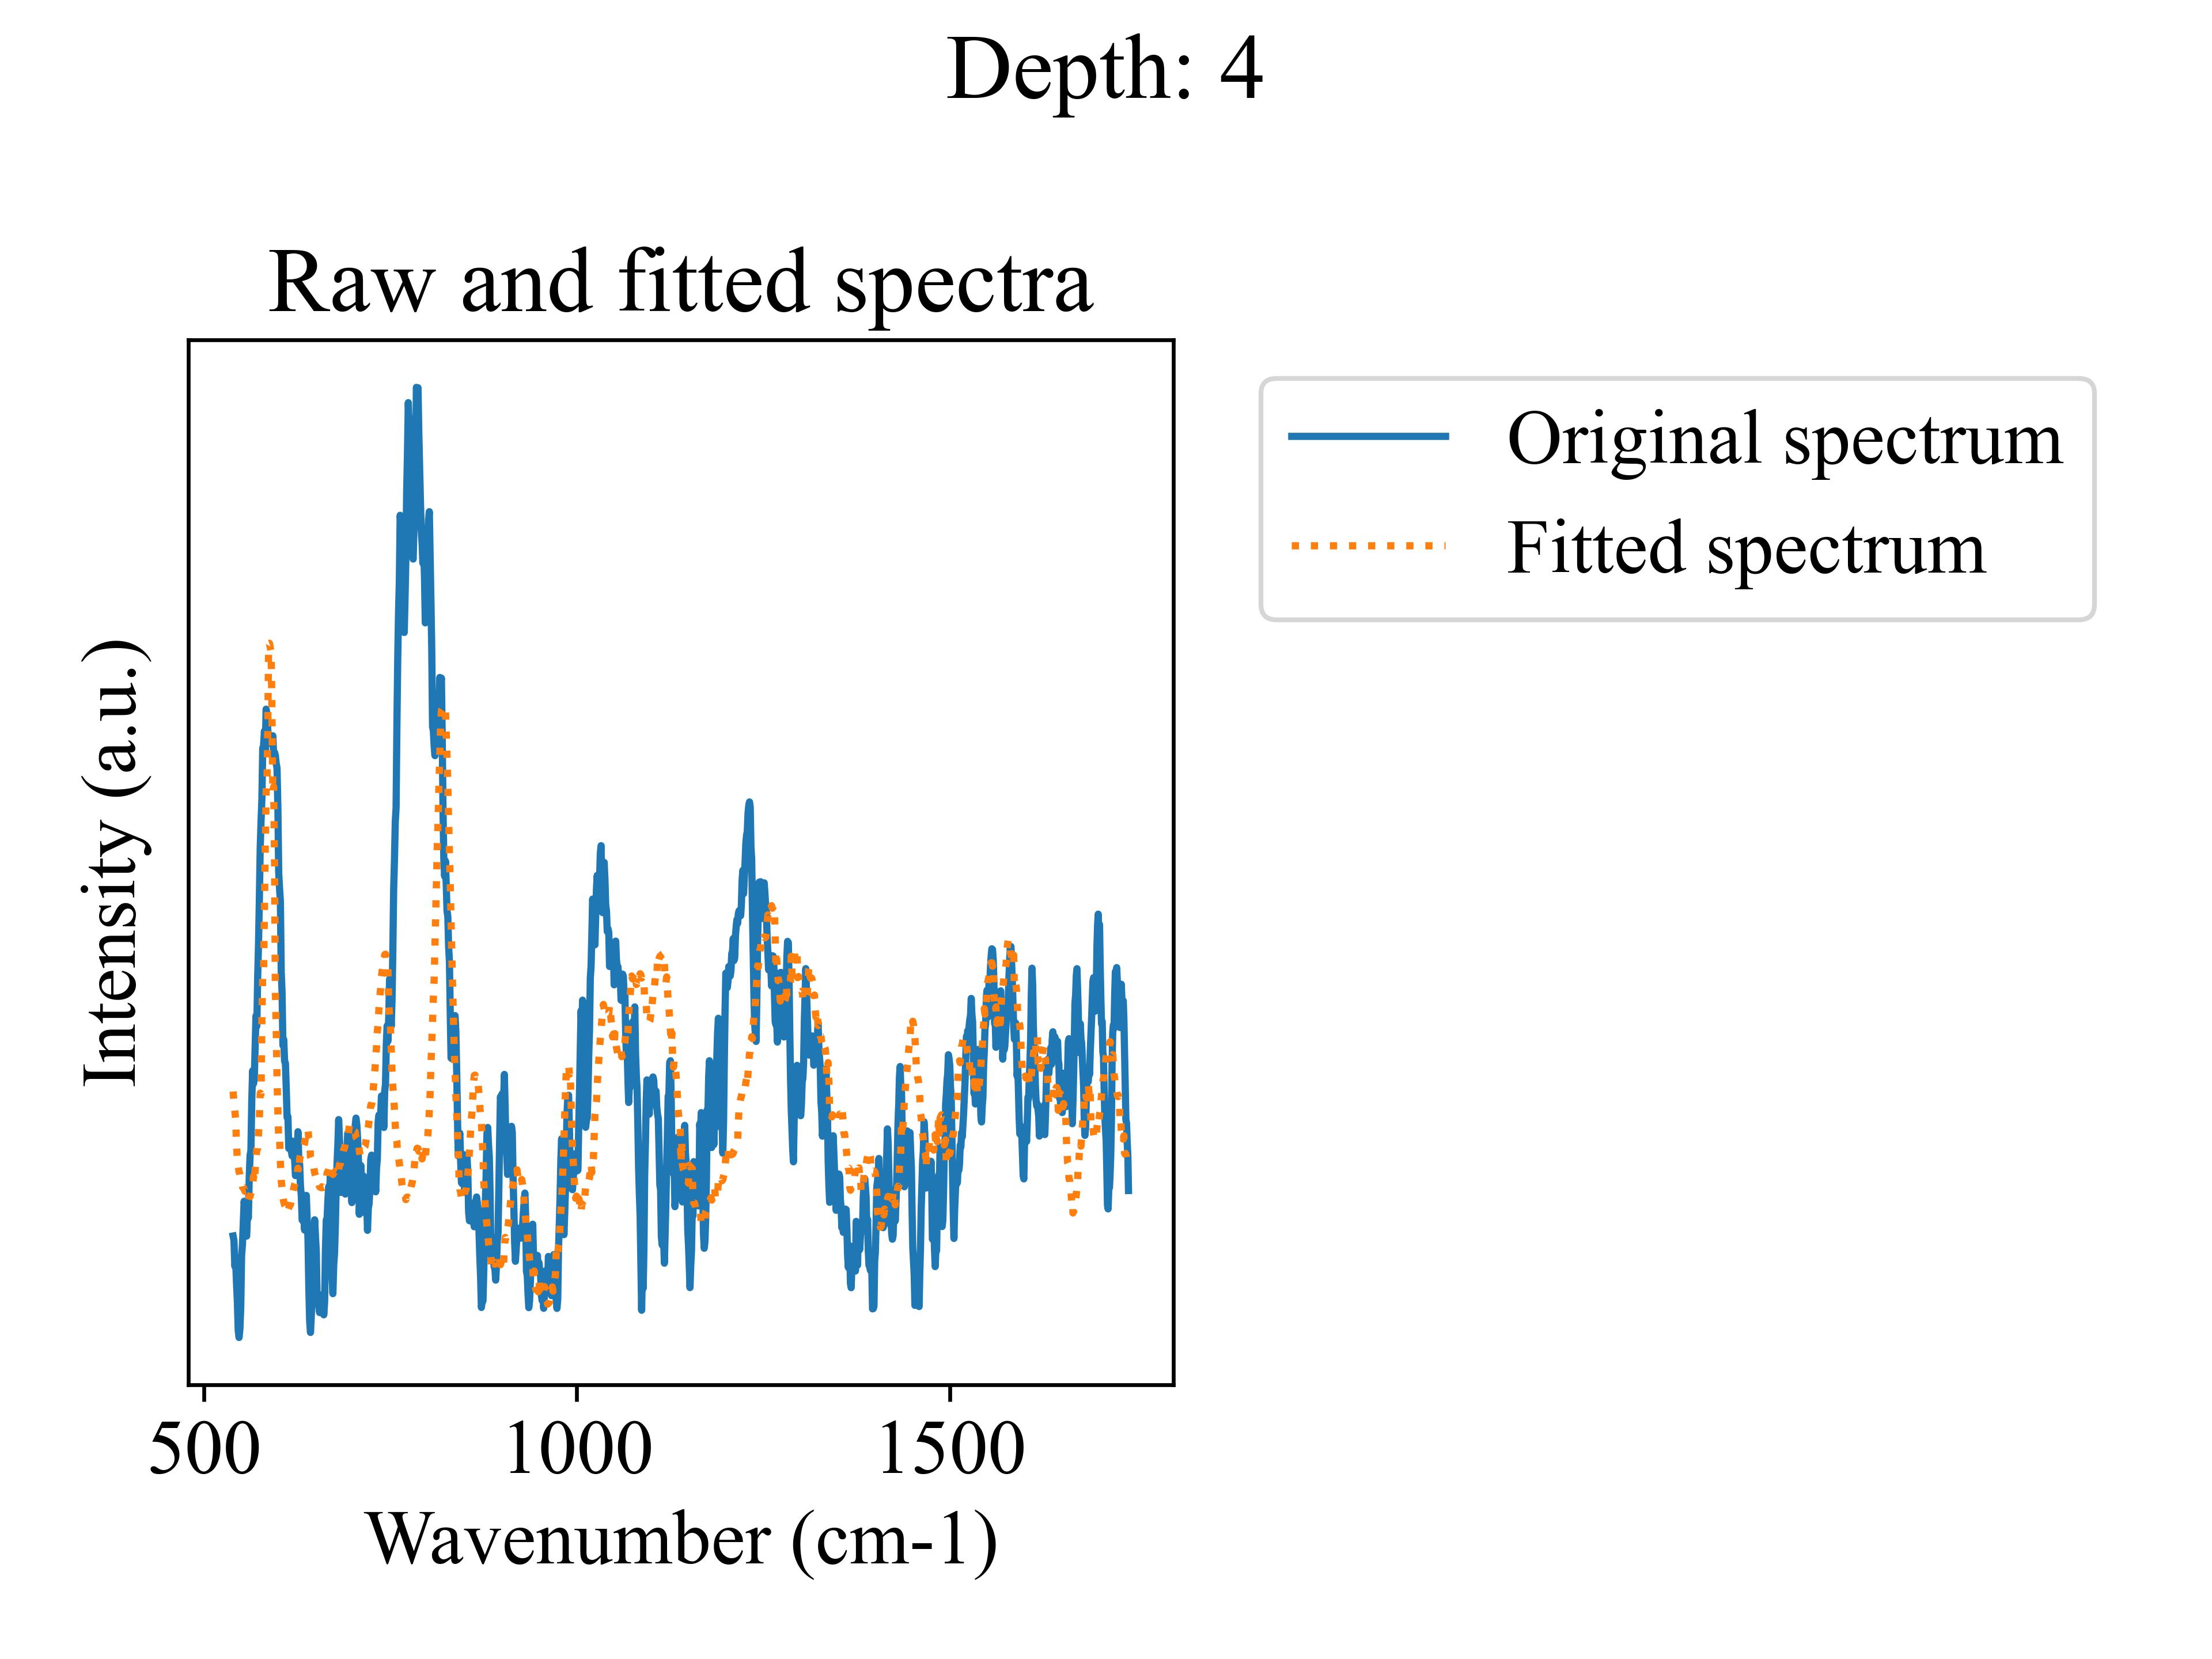 Depth: 4
Raw and fitted spectra
Original spectrum
Fitted spectrum
Intensity (a.u.)
500 1000 1500
Wavenumber (cm-1)